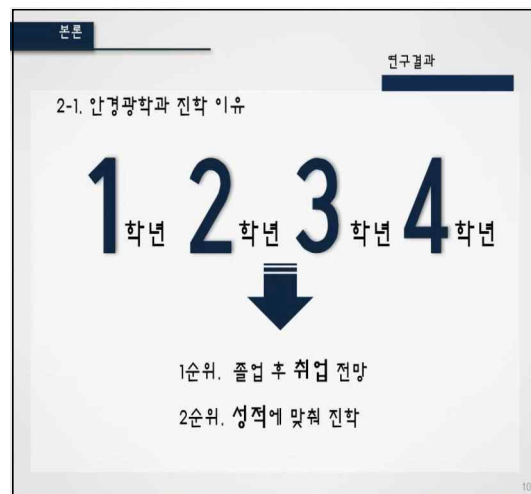 본론
연구결과
2-1. 안경광학과 진학 이유
1학년 2학년 3학년 4학년
1순위. 졸업 후 취업 전망
2순위. 성적에 맞춰 진학
10